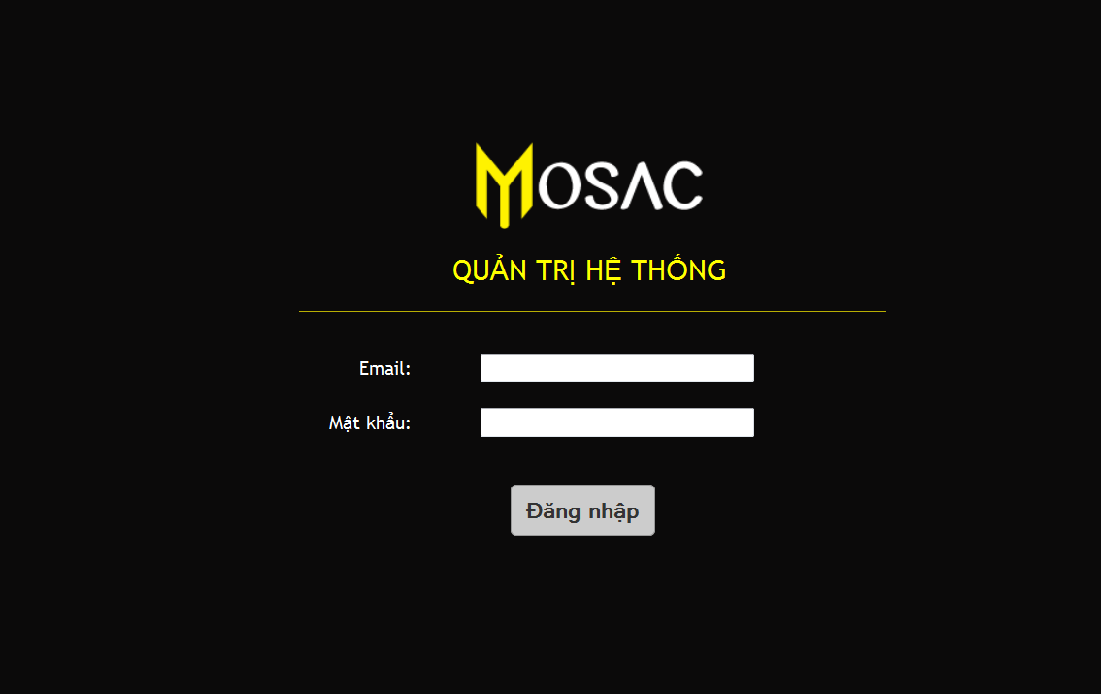 MOSAC
QUẢN TRỊ HỆ THỐNG
Email:
Mật khẩu:
Đăng nhập